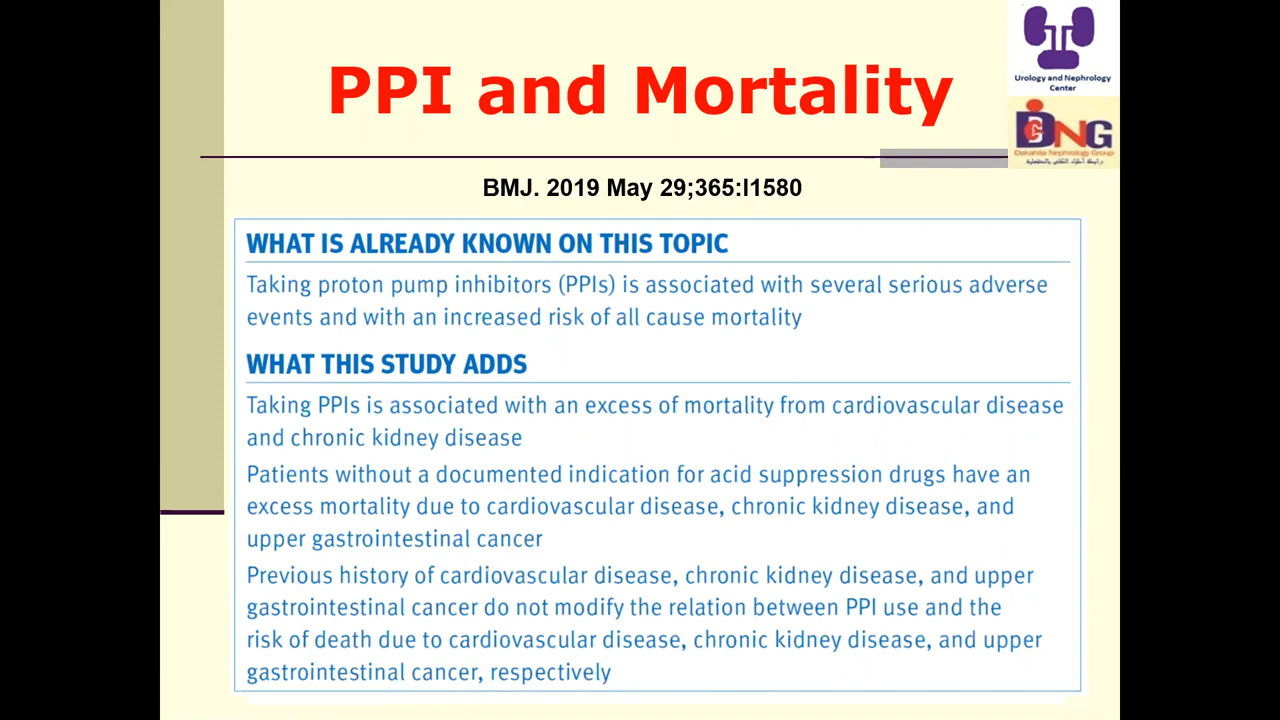 PPI and Mortality
Urology and Nephrology
Center
DNG
Dakahlia Nephrology Group
BMJ. 2019 May 29;365:l1580
WHAT IS ALREADY KNOWN ON THIS TOPIC
Taking proton pump inhibitors (PPIs) is associated with several serious adverse
events and with an increased risk of all cause mortality
WHAT THIS STUDY ADDS
Taking PPIs is associated with an excess of mortality from cardiovascular disease
and chronic kidney disease
Patients without a documented indication for acid suppression drugs have an
excess mortality due to cardiovascular disease, chronic kidney disease, and
upper gastrointestinal cancer
Previous history of cardiovascular disease, chronic kidney disease, and upper
gastrointestinal cancer do not modify the relation between PPI use and the
risk of death due to cardiovascular disease, chronic kidney disease, and upper
gastrointestinal cancer, respectively